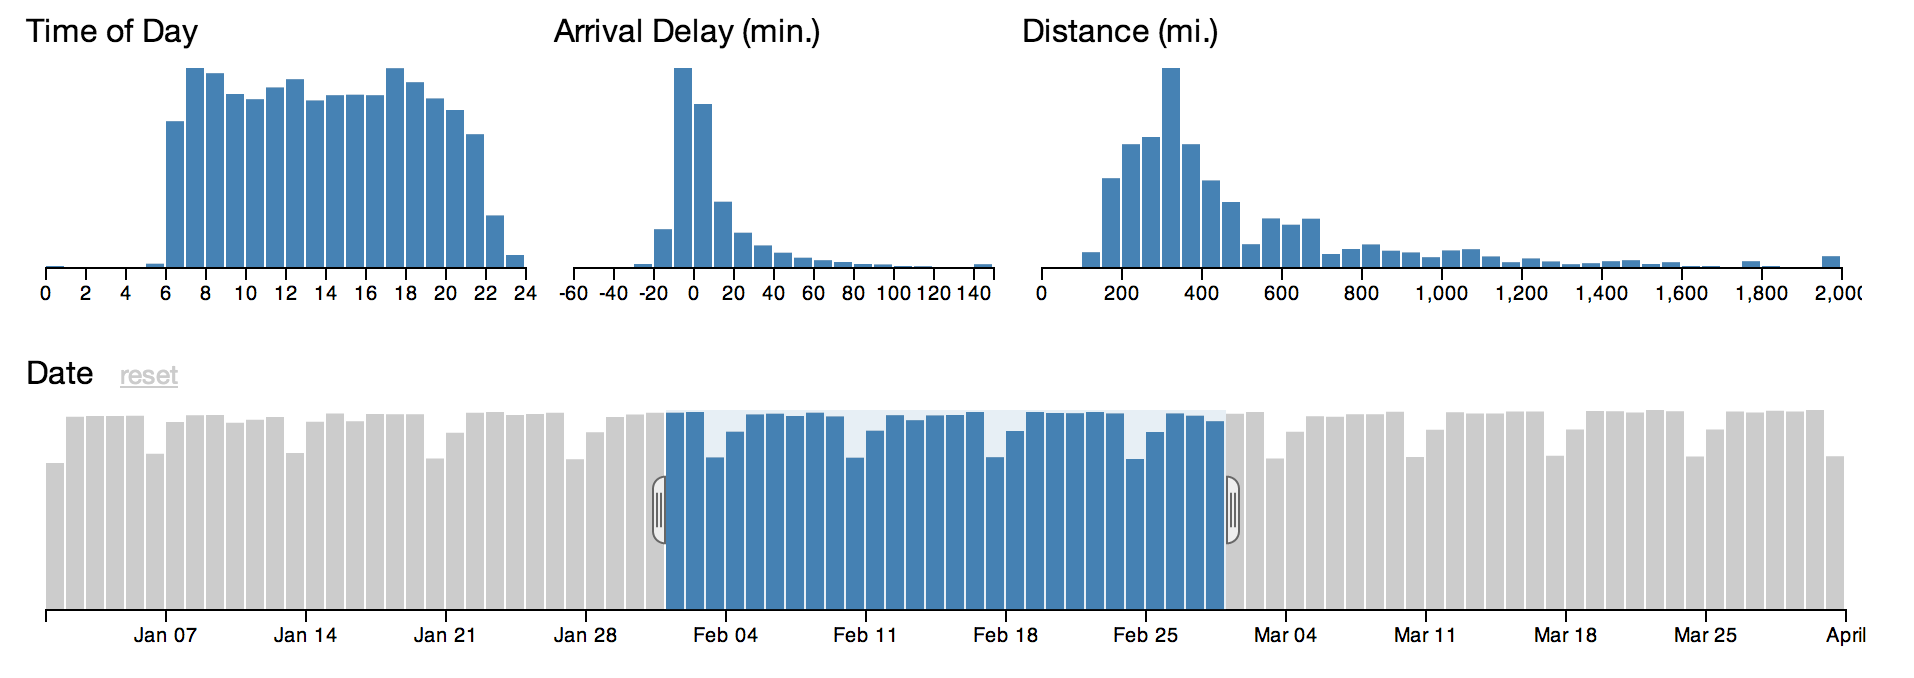 Time of Day
Arrival Delay (min.)
Distance (mi.)
0 2 4 6 8 10 12 14 16 18 20 22 24
-60 -40 -20 0 20 40 60 80 100 120 140
0 200 400 600 800 1,000 1,200 1,400 1,600 1,800 2,00
Date reset
Jan 07 Jan 14 Jan 21 Jan 28 Feb 04 Feb 11 Feb 18 Feb 25 Mar 04 Mar 11 Mar 18 Mar 25 April